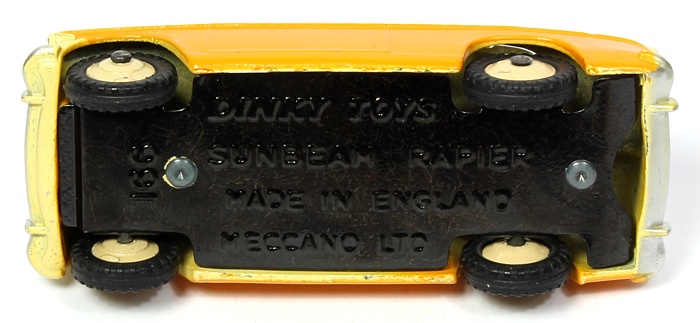 DINKY TOYS
SUNBEAM RAPIER
MADE IN ENGLAND
MECCANO LTD
166